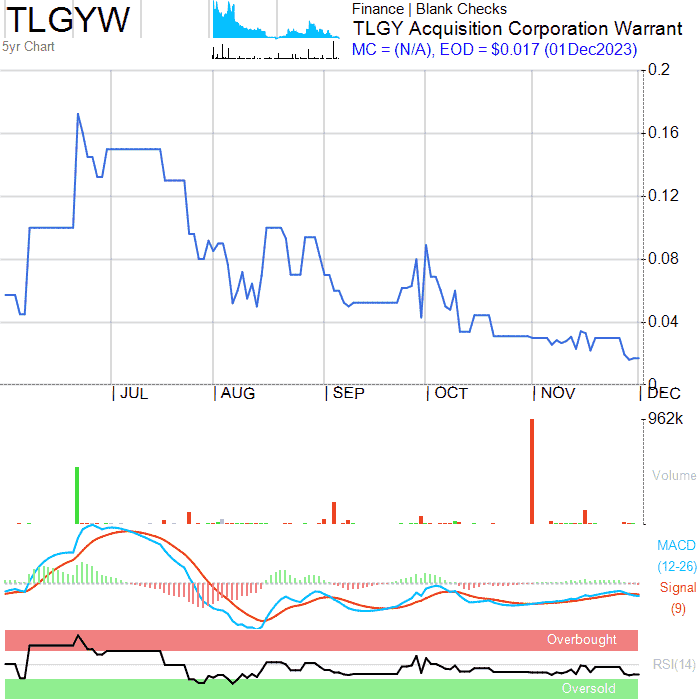 TLGYW
5yr Chart
Finance | Blank Checks
TLGY Acquisition Corporation Warrant
MC = (N/A), EOD = $0.017 (01Dec2023)
0.2
0.16
0.12
0.08
0.04
0
JUL AUG SEP OCT NOV DEC
962k
Volume
MACD
(12-26)
Signal
(9)
Overbought
RSI(14)
Oversold